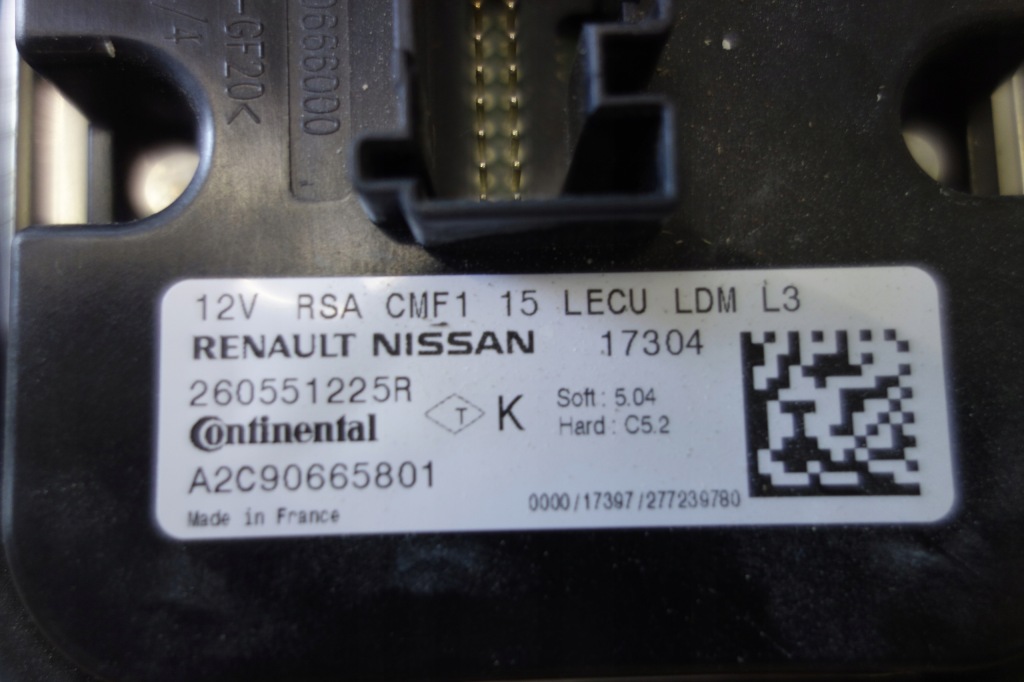 -GF20<
066000
12V RSA CMF1 15 LECU LDM L3
RENAULT NISSAN 17304
260551225R
Continental
T K
Soft : 5.04
Hard : C5.2
A2C90665801
Made in France
0000/17397/277239780